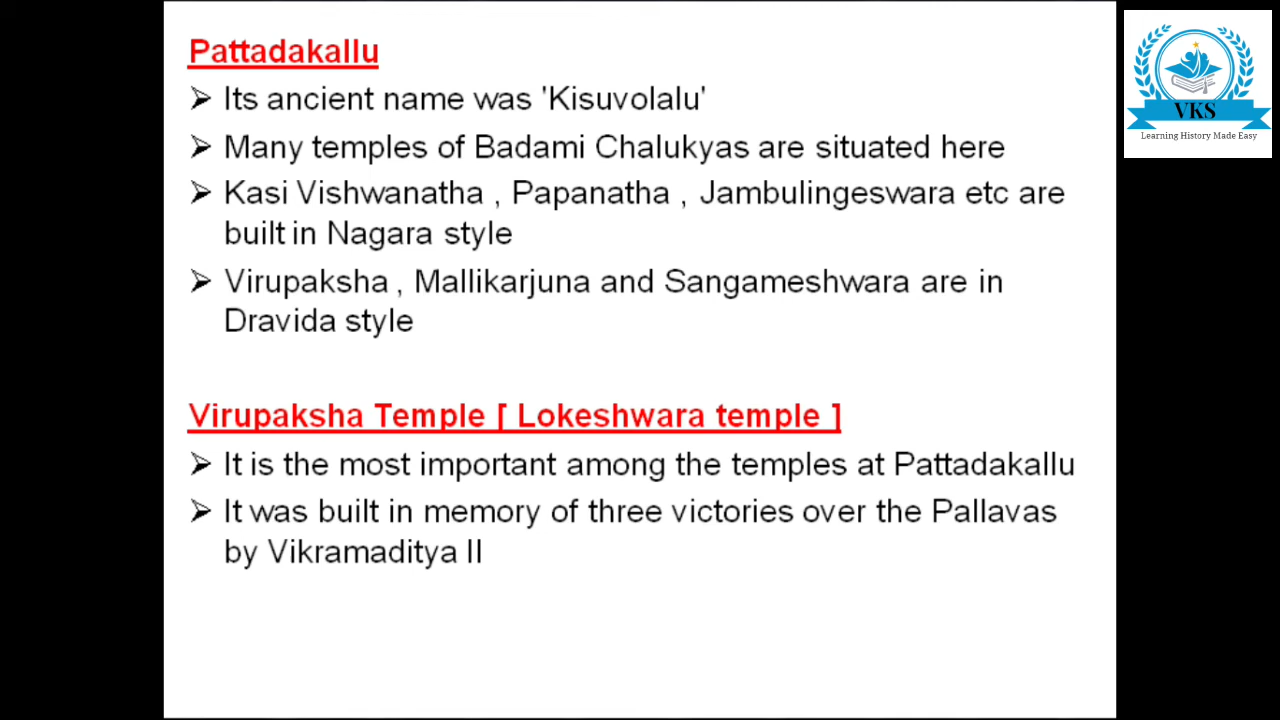 Pattadakallu
➢ Its ancient name was 'Kisuvolalu'
➢ Many temples of Badami Chalukyas are situated here
➢ Kasi Vishwanatha , Papanatha , Jambulingeswara etc are
built in Nagara style
➢ Virupaksha , Mallikarjuna and Sangameshwara are in
Dravida style
Virupaksha Temple [ Lokeshwara temple ]
➢ It is the most important among the temples at Pattadakallu
➢ It was built in memory of three victories over the Pallavas
by Vikramaditya II
VKS
Learning History Made Easy